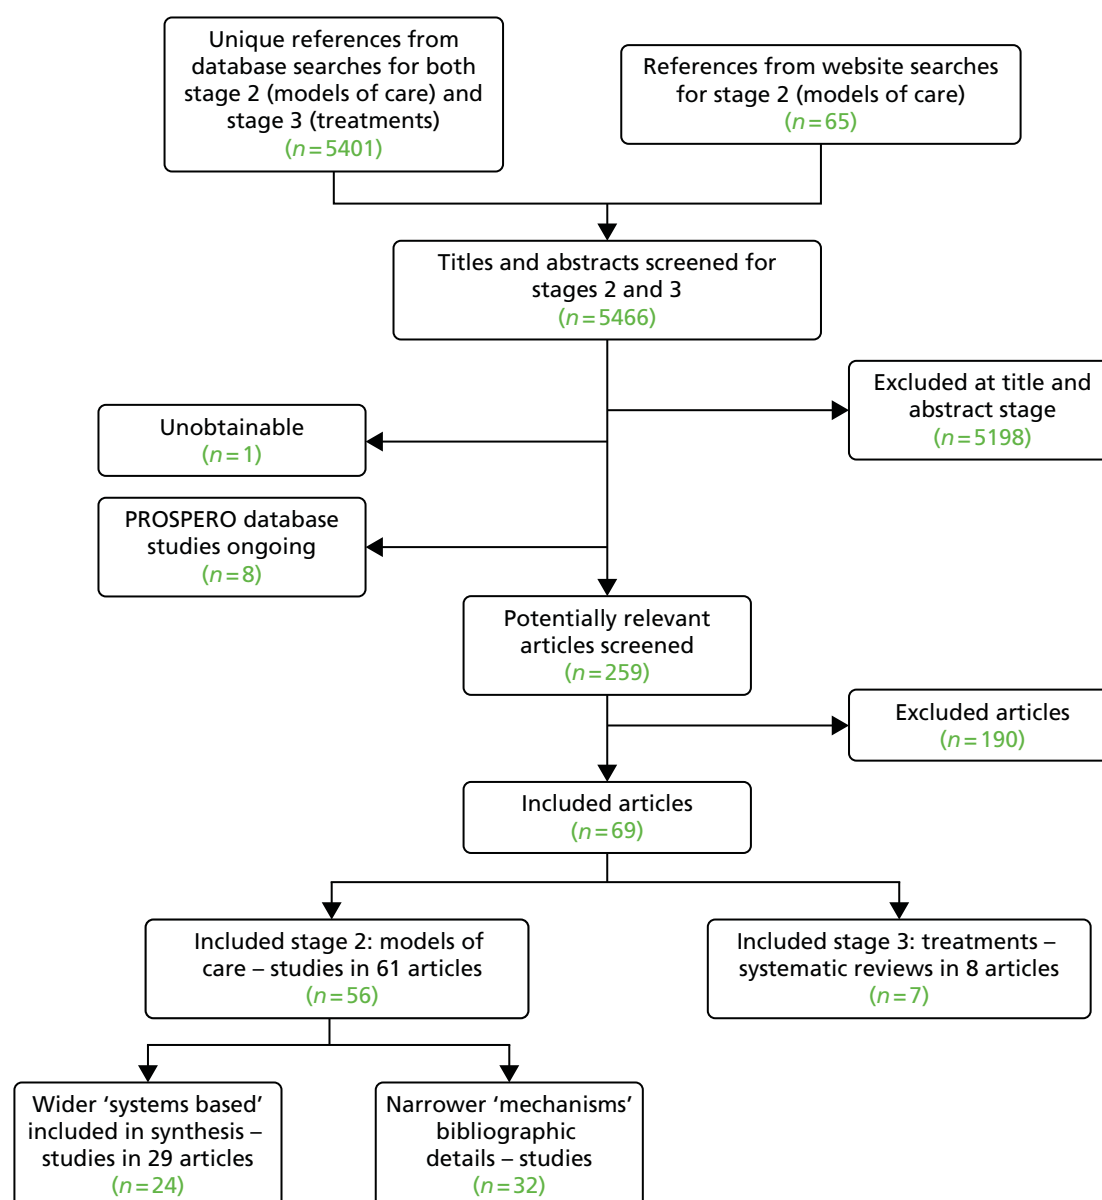 Unique references from
database searches for both
stage 2 (models of care) and
stage 3 (treatments)
(n=5401)
References from website searches
for stage 2 (models of care)
(n=65)
Titles and abstracts screened for
stages 2 and 3
(n=5466)
Excluded at title and
abstract stage
(n=5198)
Unobtainable
(n=1)
PROSPERO database
studies ongoing
(n=8)
Potentially relevant
articles screened
(n=259)
Excluded articles
(n=190)
Included articles
(n=69)
Included stage 2: models of
care – studies in 61 articles
(n=56)
Included stage 3: treatments –
systematic reviews in 8 articles
(n=7)
Wider ‘systems based’
included in synthesis –
studies in 29 articles
(n=24)
Narrower ‘mechanisms’
bibliographic
details – studies
(n=32)